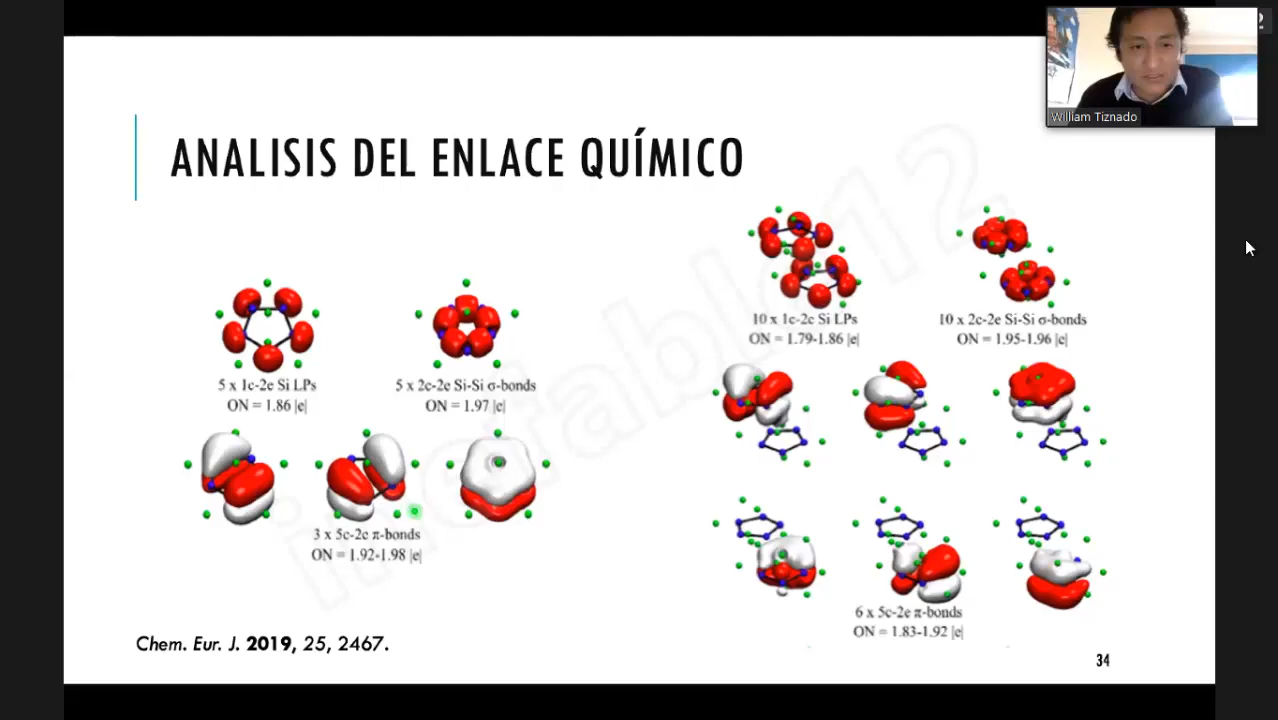 William Tiznado
ANALISIS DEL ENLACE QUÍMICO
5 x 1c-2e Si LPs
ON = 1.86 |e|
5 x 2c-2e Si-Si σ-bonds
ON = 1.97 |e|
3 x 5c-2e π-bonds
ON = 1.92-1.98 |e|
10 x 1c-2e Si LPs
ON = 1.79-1.86 |e|
10 x 2c-2e Si-Si σ-bonds
ON = 1.95-1.96 |e|
6 x 5c-2e π-bonds
ON = 1.83-1.92 |e|
Chem. Eur. J. 2019, 25, 2467.
34